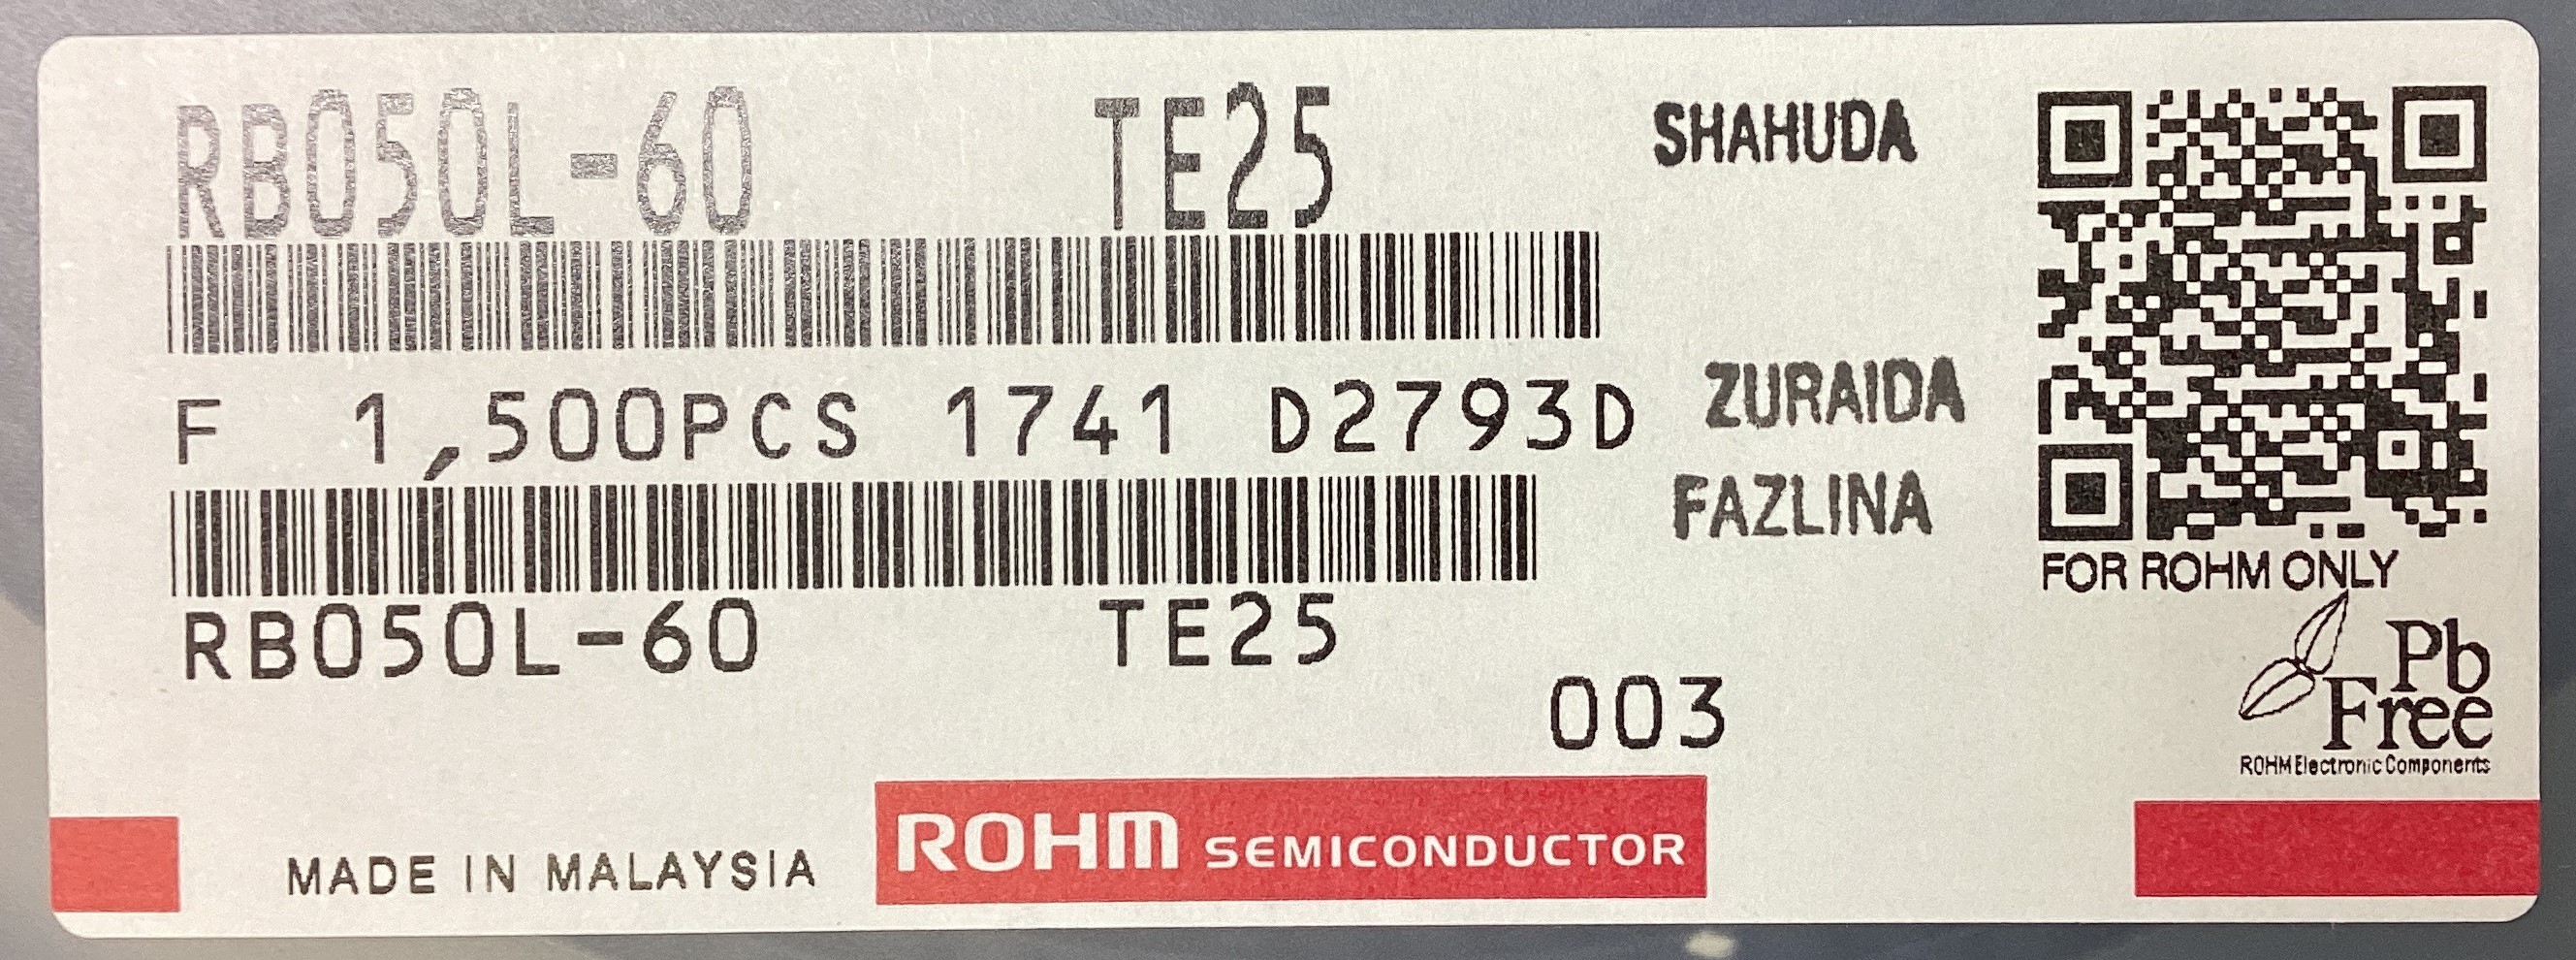 RB050L-60 TE25
SHAHUDA
F 1,500PCS 1741 D2793D
ZURAIDA
FAZLINA
RB050L-60 TE25
003
FOR ROHM ONLY
Pb
Free
ROHM Electronic Components
MADE IN MALAYSIA
ROHM SEMICONDUCTOR